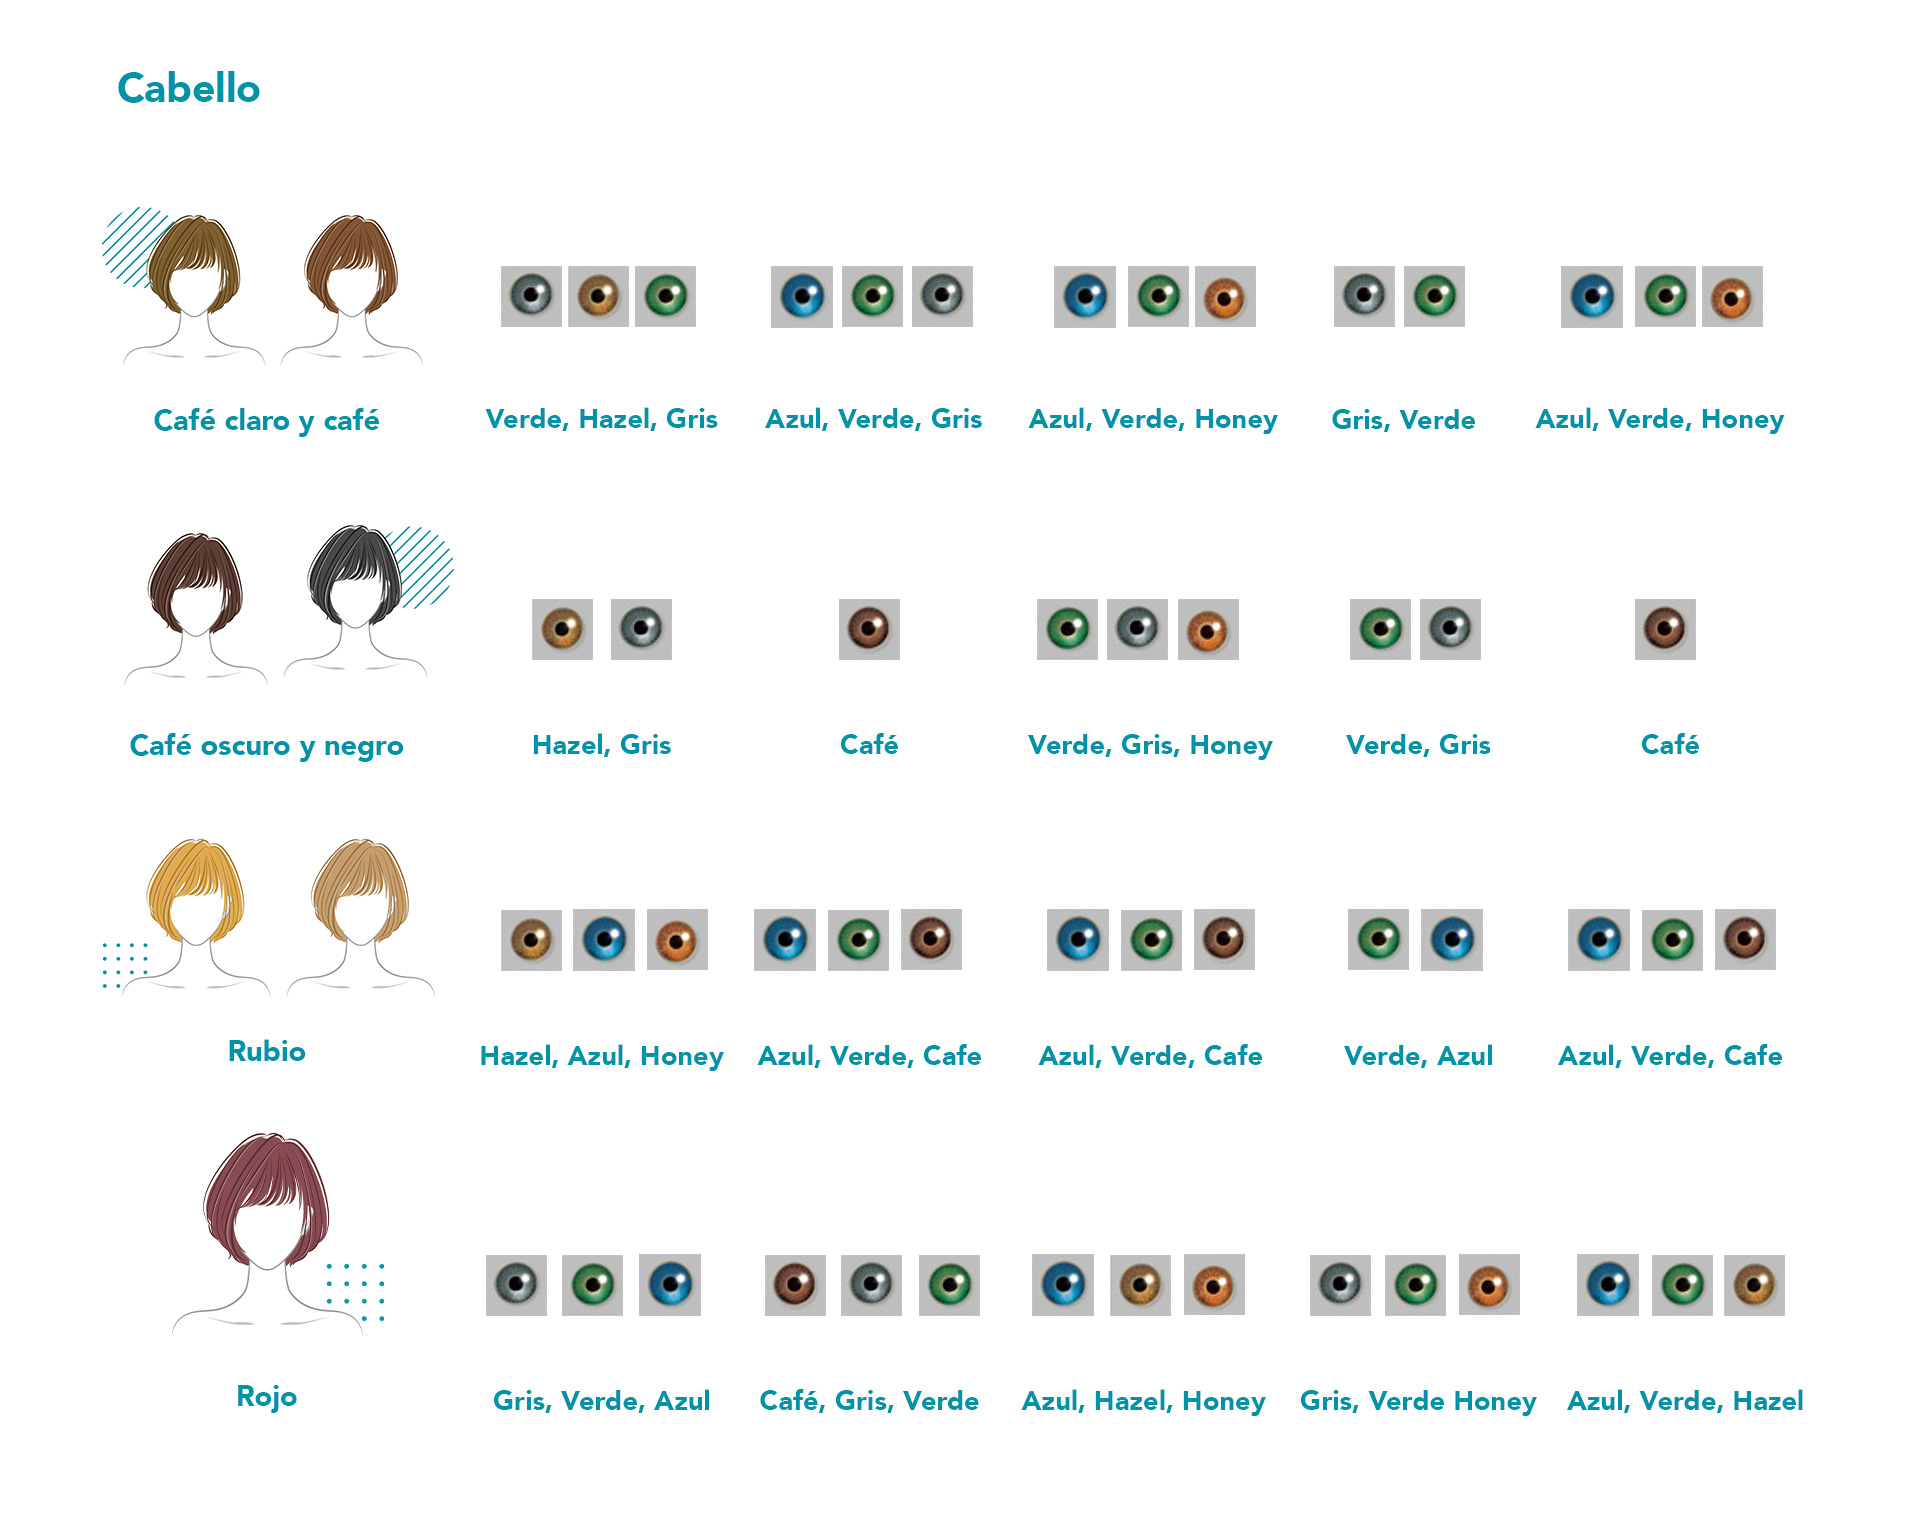 Cabello
Café claro y café
Verde, Hazel, Gris
Azul, Verde, Gris
Azul, Verde, Honey
Gris, Verde
Azul, Verde, Honey
Café oscuro y negro
Hazel, Gris
Café
Verde, Gris, Honey
Verde, Gris
Café
Rubio
Hazel, Azul, Honey
Azul, Verde, Cafe
Azul, Verde, Cafe
Verde, Azul
Azul, Verde, Cafe
Rojo
Gris, Verde, Azul
Café, Gris, Verde
Azul, Hazel, Honey
Gris, Verde Honey
Azul, Verde, Hazel